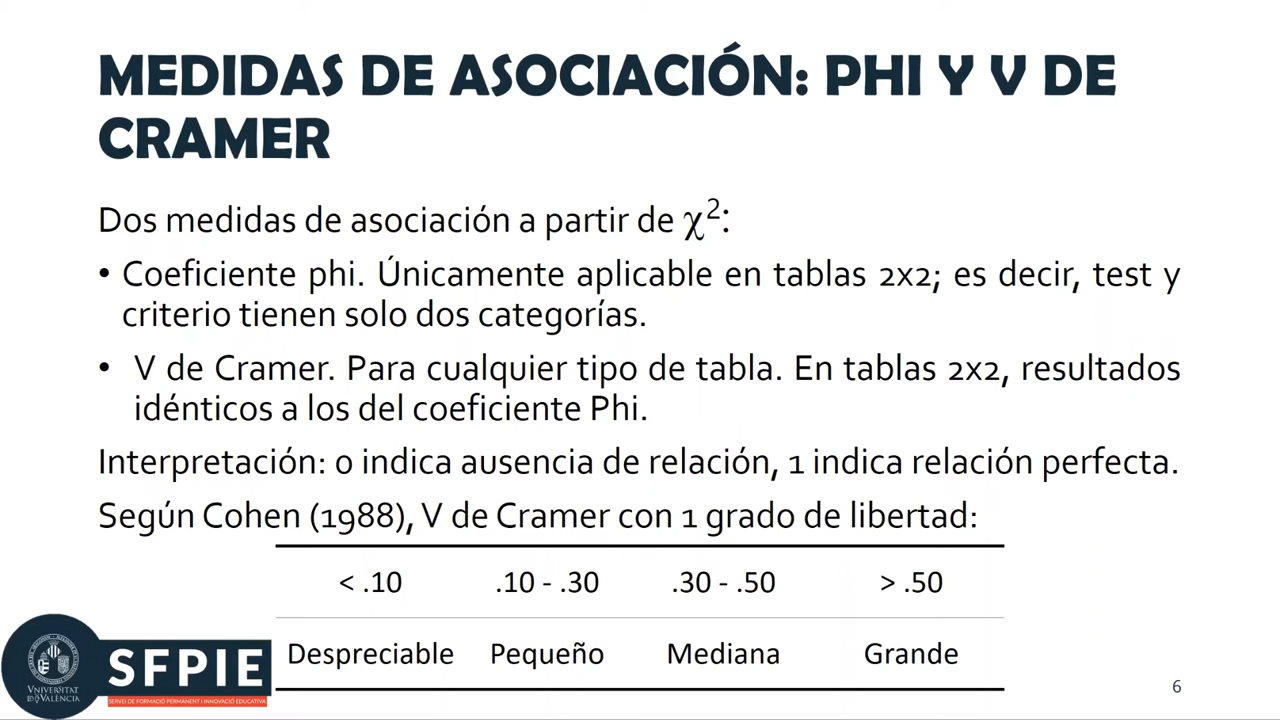 MEDIDAS DE ASOCIACIÓN: PHI Y V DE
CRAMER
Dos medidas de asociación a partir de χ²:
• Coeficiente phi. Únicamente aplicable en tablas 2x2; es decir, test y
criterio tienen solo dos categorías.
• V de Cramer. Para cualquier tipo de tabla. En tablas 2x2, resultados
idénticos a los del coeficiente Phi.
Interpretación: 0 indica ausencia de relación, 1 indica relación perfecta.
Según Cohen (1988), V de Cramer con 1 grado de libertad:
< .10 .10 - .30 .30 - .50 > .50
Despreciable Pequeño Mediana Grande
SFPIE
SERVEI DE FORMACIÓ PERMANENT I INNOVACIÓ EDUCATIVA
VNIVERSITAT
ID VALÈNCIA
6